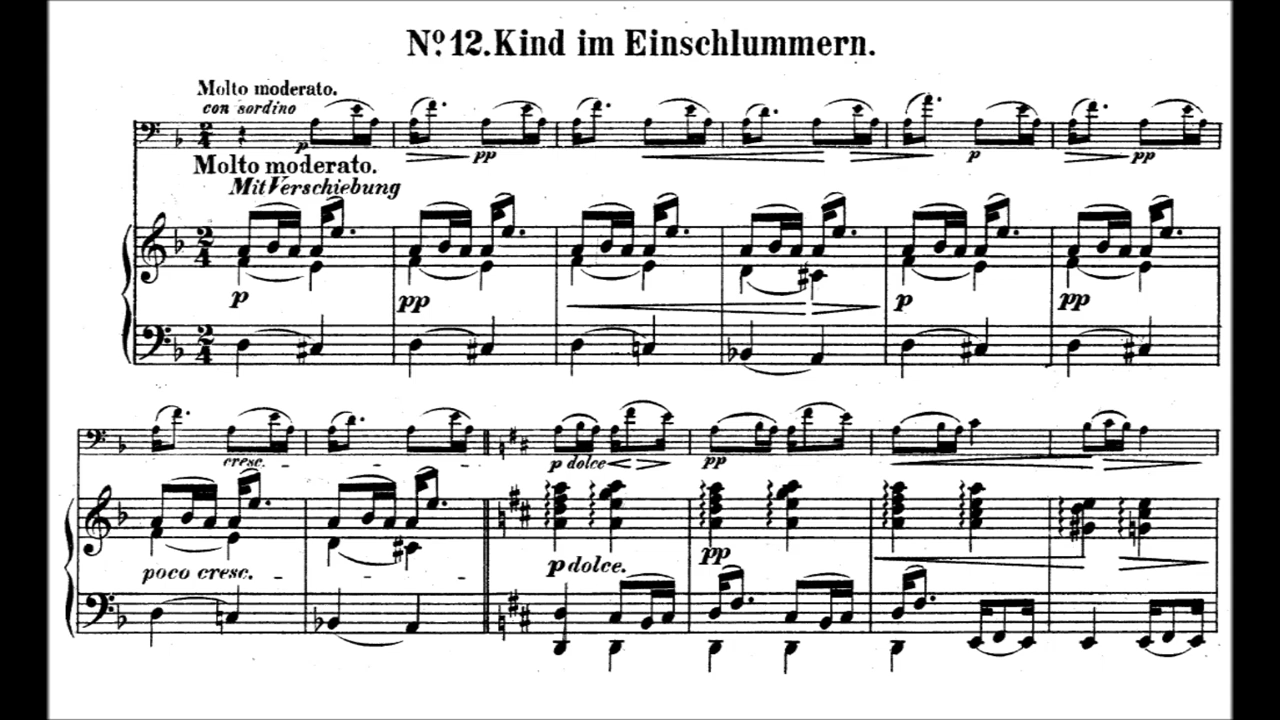 No. 12. Kind im Einschlummern.
Molto moderato.
con sordino
p pp p pp
Molto moderato.
Mit Verschiebung
p pp p pp
cresc. - - -
p dolce pp
poco cresc. - - -
p dolce. pp